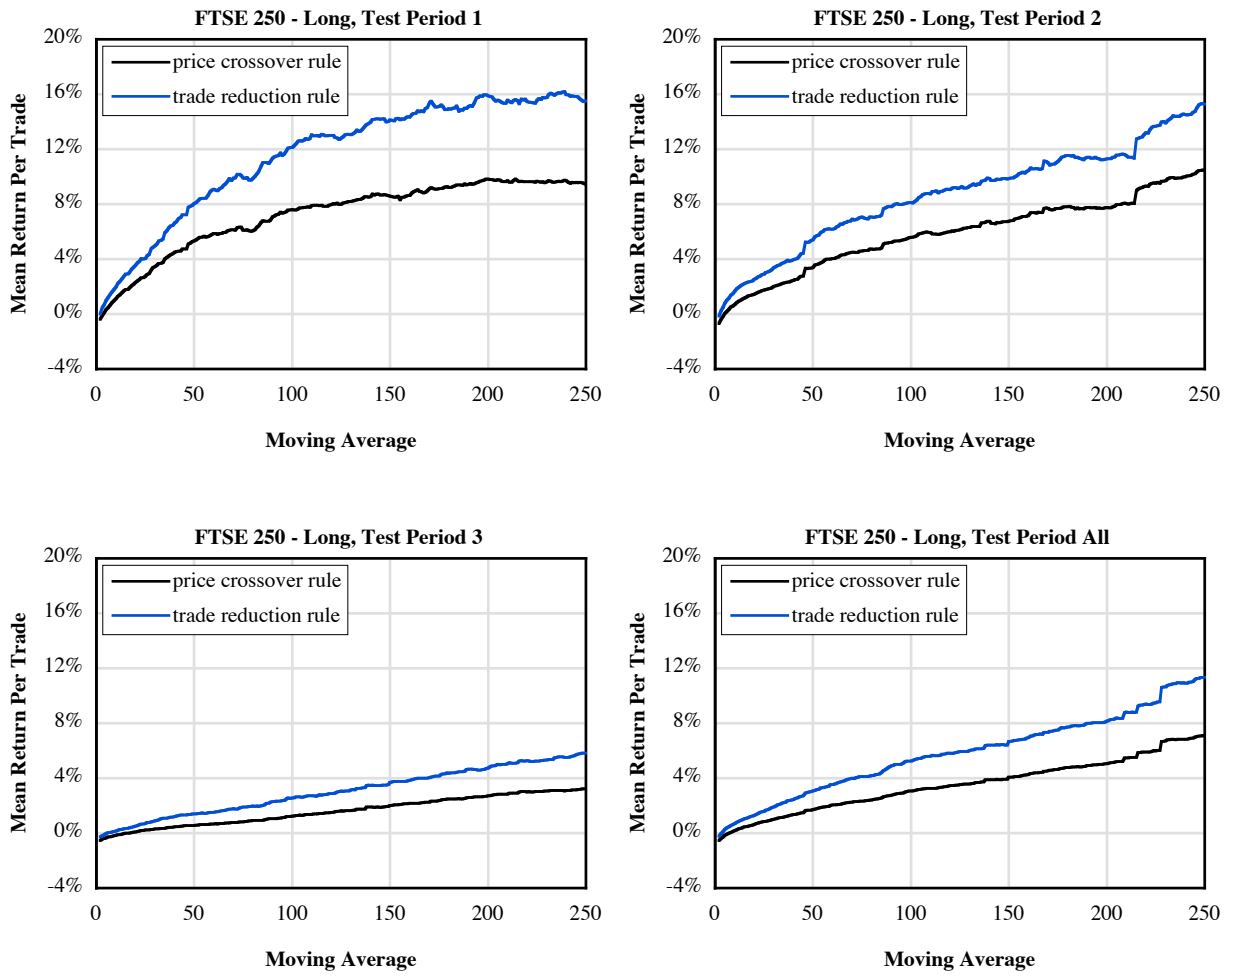 FTSE 250 - Long, Test Period 1
20%
16%
12%
8%
4%
0%
-4%
Mean Return Per Trade
price crossover rule
trade reduction rule
0 50 100 150 200 250
Moving Average
FTSE 250 - Long, Test Period 2
20%
16%
12%
8%
4%
0%
-4%
Mean Return Per Trade
price crossover rule
trade reduction rule
0 50 100 150 200 250
Moving Average
FTSE 250 - Long, Test Period 3
20%
16%
12%
8%
4%
0%
-4%
Mean Return Per Trade
price crossover rule
trade reduction rule
0 50 100 150 200 250
Moving Average
FTSE 250 - Long, Test Period All
20%
16%
12%
8%
4%
0%
-4%
Mean Return Per Trade
price crossover rule
trade reduction rule
0 50 100 150 200 250
Moving Average